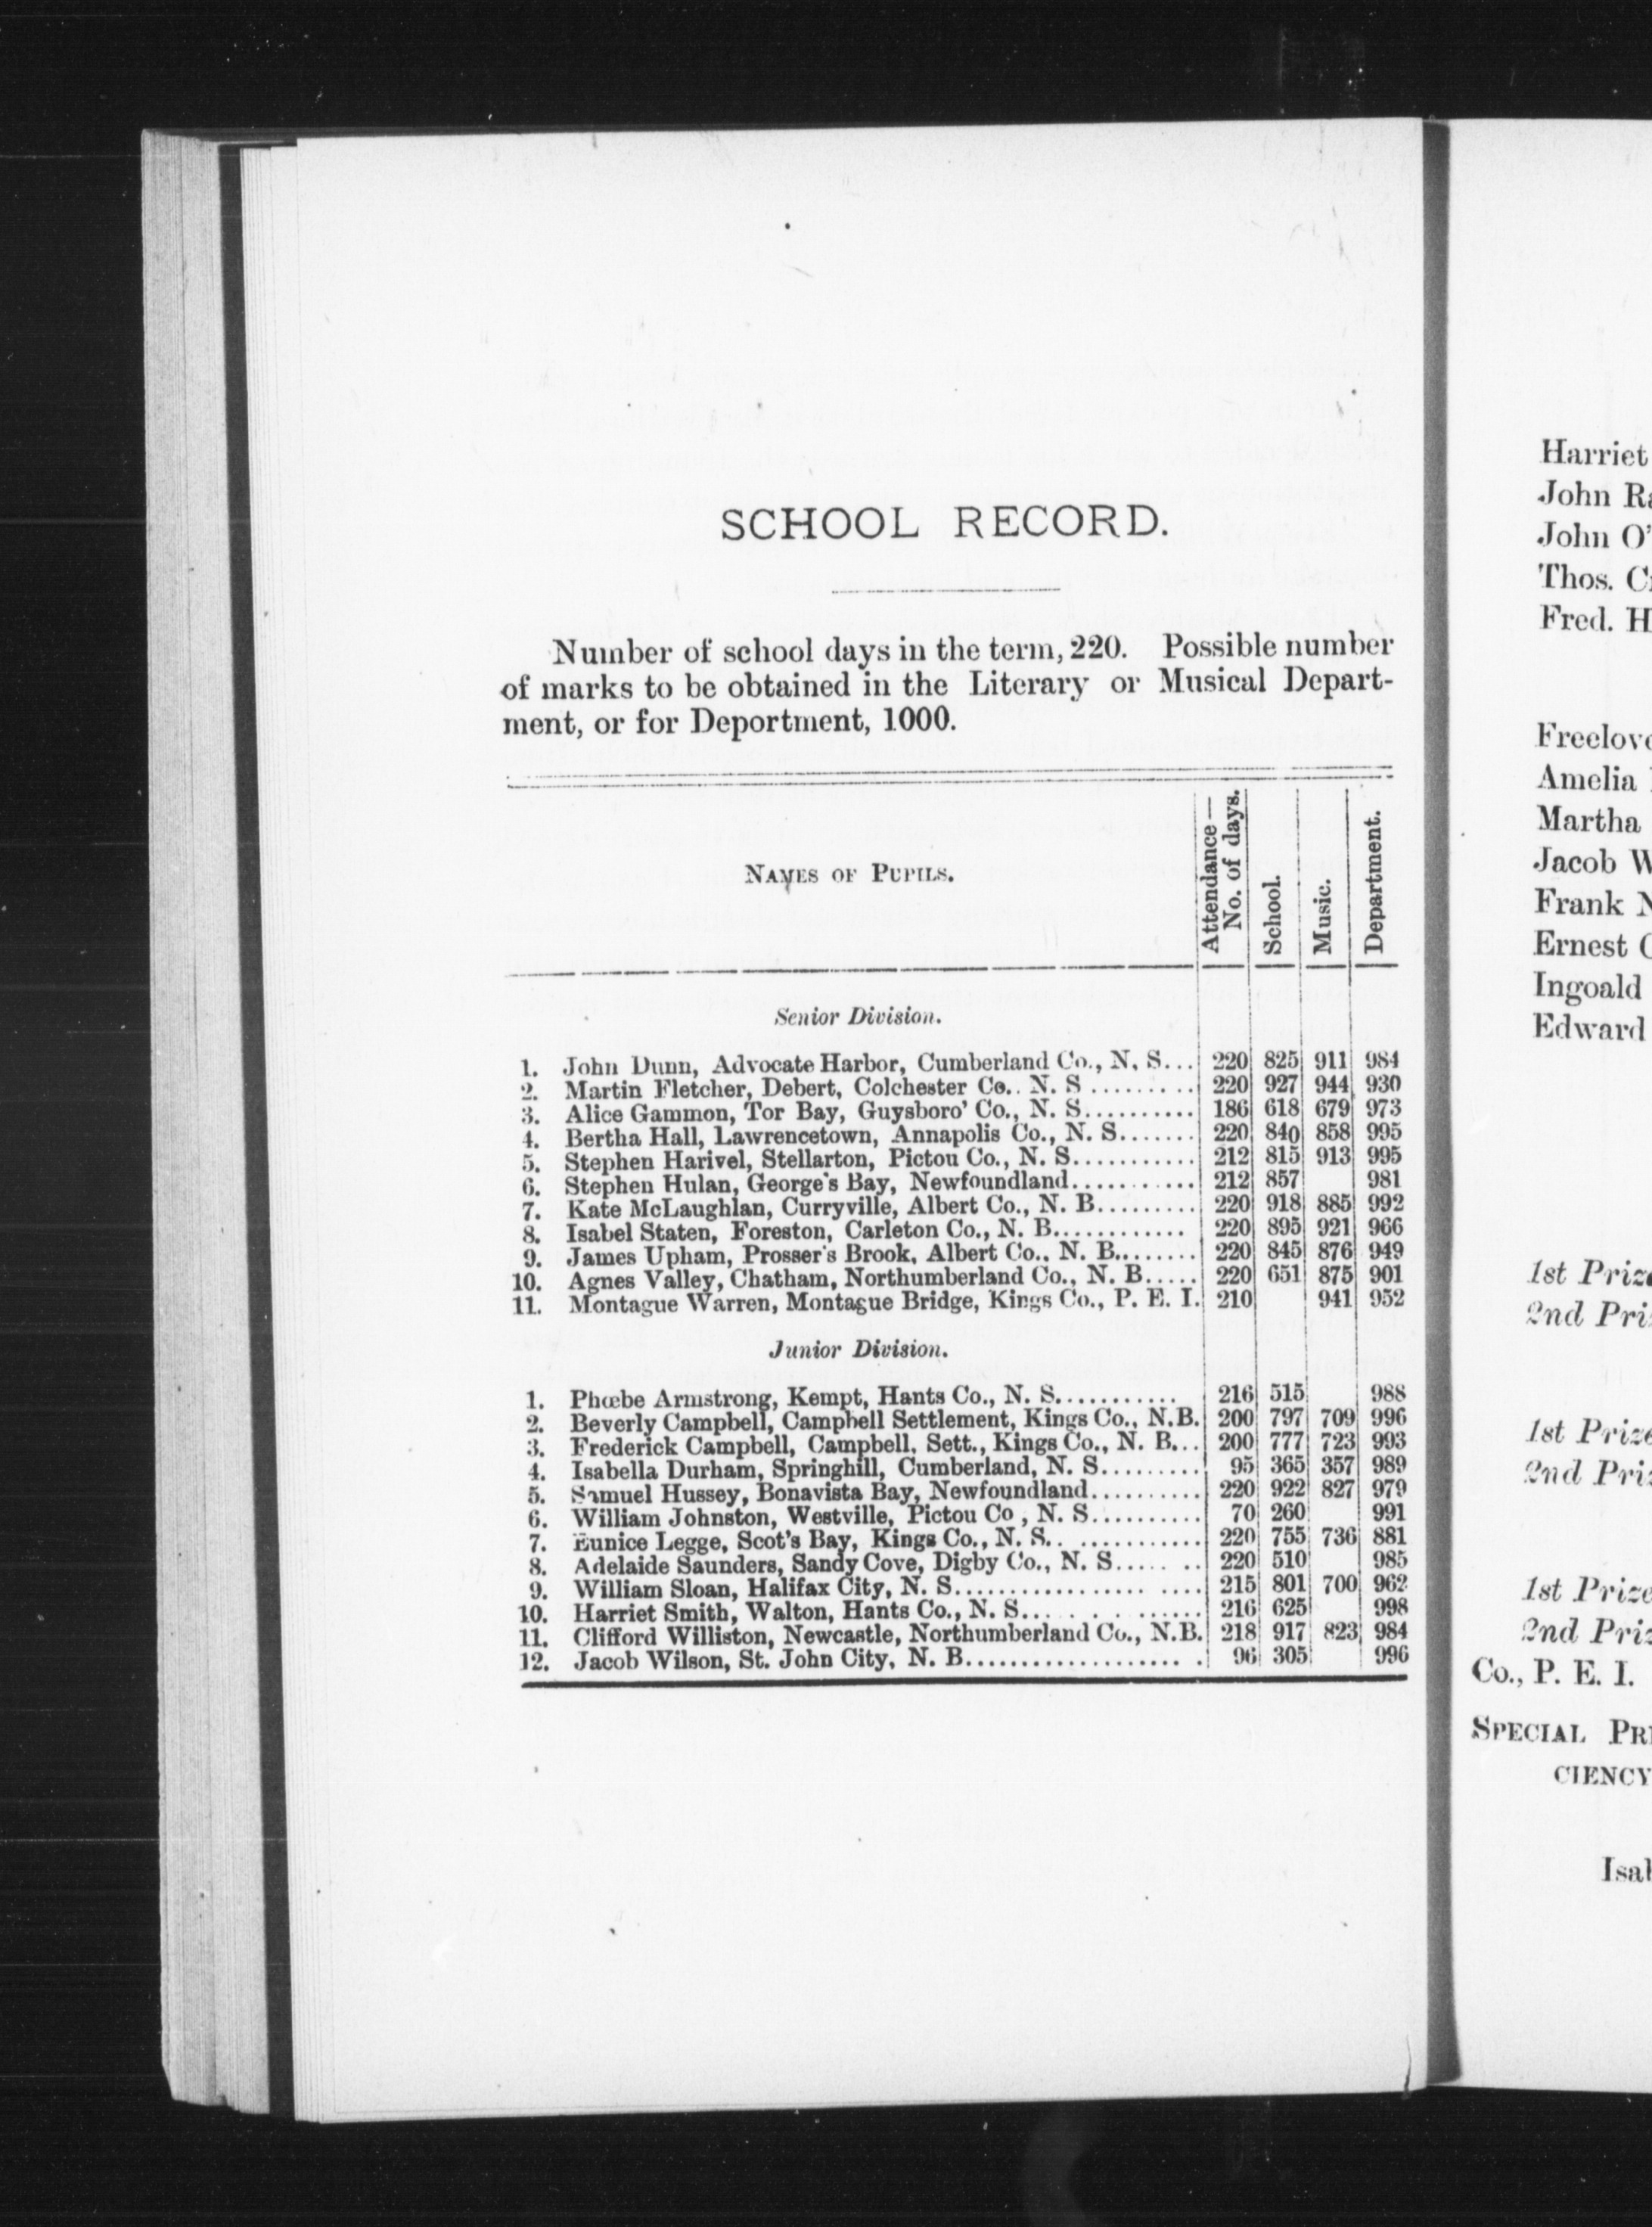 SCHOOL RECORD.
Number of school days in the term, 220. Possible number
of marks to be obtained in the Literary or Musical Depart-
ment, or for Deportment, 1000.
NAMES OF PUPILS.
Attendance—
No. of days.
School.
Music.
Department.
Senior Division.
1. John Dunn, Advocate Harbor, Cumberland Co., N. S... 220 825 911 984
2. Martin Fletcher, Debert, Colchester Co.. N. S ......... 220 927 944 930
3. Alice Gammon, Tor Bay, Guysboro' Co., N. S.......... 186 618 679 973
4. Bertha Hall, Lawrencetown, Annapolis Co., N. S....... 220 840 858 995
5. Stephen Harivel, Stellarton, Pictou Co., N. S........... 212 815 913 995
6. Stephen Hulan, George's Bay, Newfoundland........... 212 857 981
7. Kate McLaughlan, Curryville, Albert Co., N. B......... 220 918 885 992
8. Isabel Staten, Foreston, Carleton Co., N. B............ 220 895 921 966
9. James Upham, Prosser's Brook, Albert Co.. N. B....... 220 845 876 949
10. Agnes Valley, Chatham, Northumberland Co., N. B..... 220 651 875 901
11. Montague Warren, Montague Bridge, Kings Co., P. E. I. 210 941 952
Junior Division.
1. Phœbe Armstrong, Kempt, Hants Co., N. S........... 216 515 988
2. Beverly Campbell, Campbell Settlement, Kings Co., N.B. 200 797 709 996
3. Frederick Campbell, Campbell. Sett., Kings Co., N. B... 200 777 723 993
4. Isabella Durham, Springhill, Cumberland, N. S......... 95 365 357 989
5. Samuel Hussey, Bonavista Bay, Newfoundland.......... 220 922 827 979
6. William Johnston, Westville, Pictou Co , N. S.......... 70 260 991
7. Eunice Legge, Scot's Bay, Kings Co., N. S.. ........... 220 755 736 881
8. Adelaide Saunders, Sandy Cove, Digby Co., N. S..... .. 220 510 985
9. William Sloan, Halifax City, N. S................. .... 215 801 700 962
10. Harriet Smith, Walton, Hants Co., N. S... . . . ...... 216 625 998
11. Clifford Williston, Newcastle, Northumberland Co., N.B. 218 917 823 984
12. Jacob Wilson, St. John City, N. B................... . 96 305 996
Harriet
John
John
Thos.
Fred.
Amelia
Martha
Jacob
Frank
Ernest
Ingoald
Edward
1st
2nd
1st
2nd
1st
2nd
Co., P. E. I.
SPECIAL